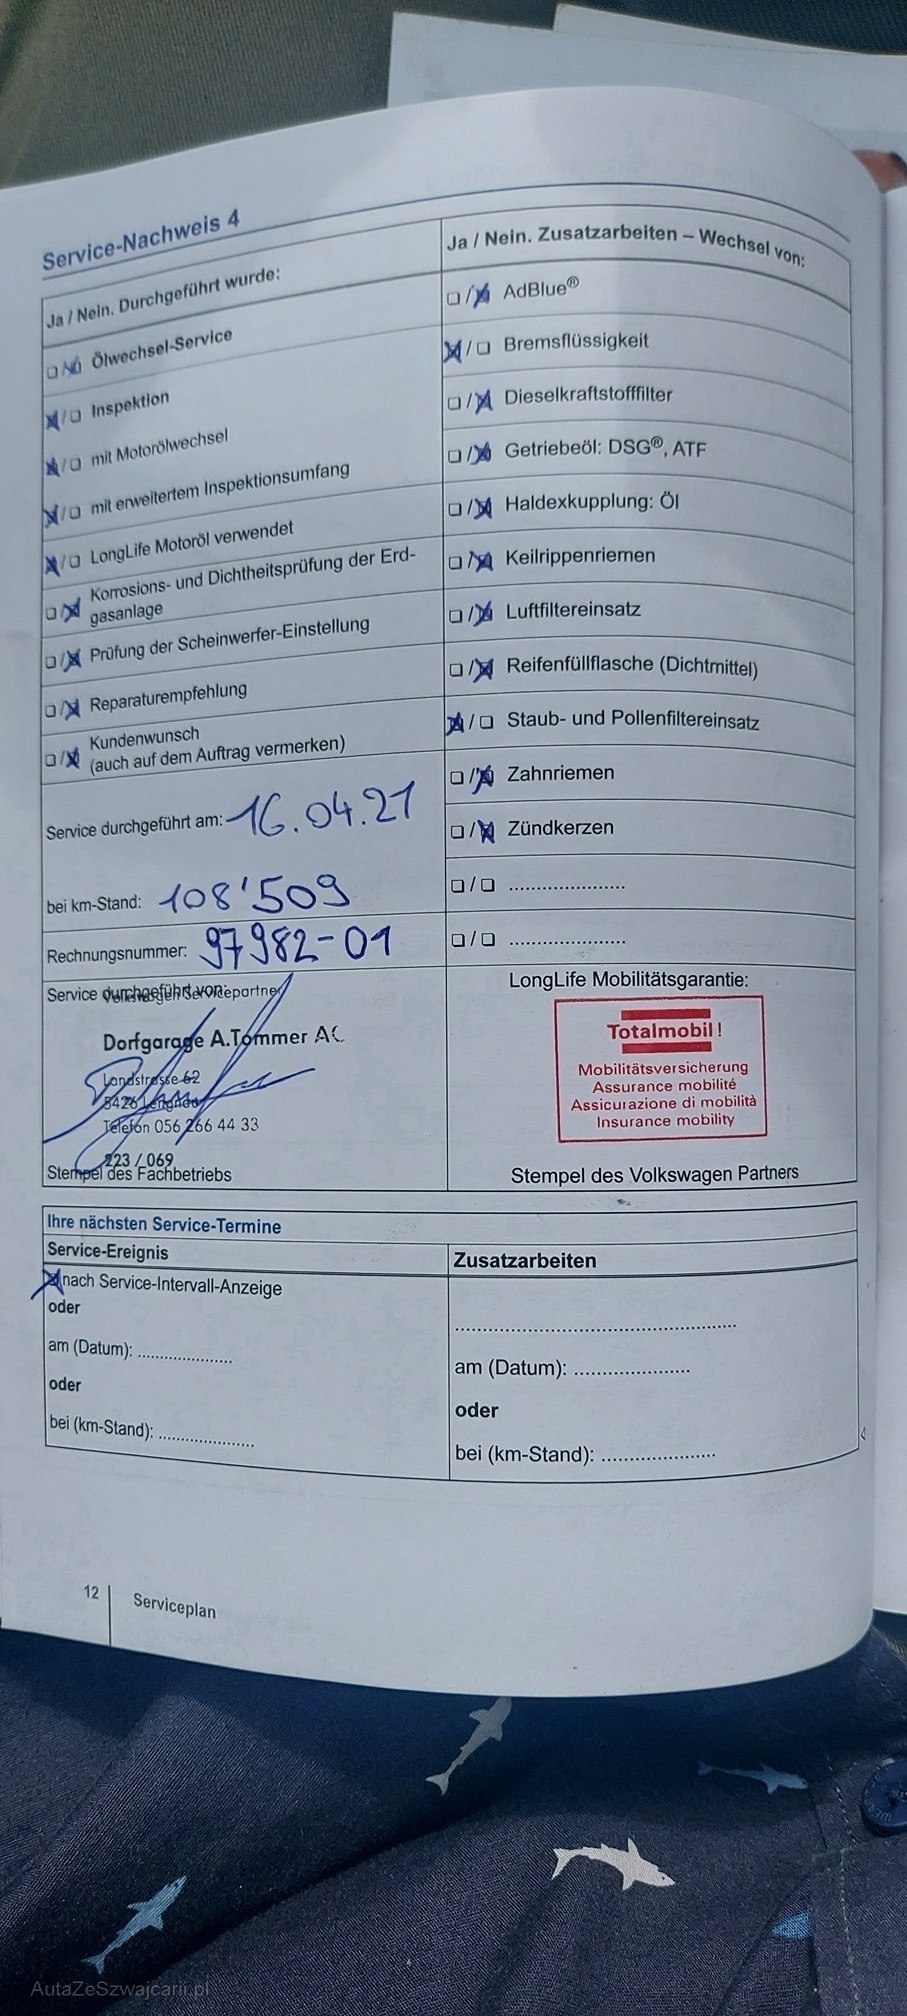 Service-Nachweis 4
Ja / Nein. Durchgeführt wurde:
Ölwechsel-Service
Inspektion
mit Motorölwechsel
mit erweitertem Inspektionsumfang
LongLife Motoröl verwendet
Korrosions- und Dichtheitsprüfung der Erd-
gasanlage
Prüfung der Scheinwerfer-Einstellung
Reparaturempfehlung
Kundenwunsch
(auch auf dem Auftrag vermerken)
Service durchgeführt am: 16.04.21
bei km-Stand: 108'509
Rechnungsnummer: 97982-01
Service durchgeführt von:
Volkswagen Servicepartner
Dorfgarage A.Tommer AG
Landstrasse 62
5426 Lengnau
Telefon 056 266 44 33
223 / 069
Stempel des Fachbetriebs
Ja / Nein. Zusatzarbeiten – Wechsel von:
AdBlue®
Bremsflüssigkeit
Dieselkraftstofffilter
Getriebeöl: DSG®, ATF
Haldexkupplung: Öl
Keilrippenriemen
Luftfiltereinsatz
Reifenfüllflasche (Dichtmittel)
Staub- und Pollenfiltereinsatz
Zahnriemen
Zündkerzen
LongLife Mobilitätsgarantie:
Totalmobil!
Mobilitätsversicherung
Assurance mobilité
Assicurazione di mobilità
Insurance mobility
Stempel des Volkswagen Partners
Ihre nächsten Service-Termine
Service-Ereignis
nach Service-Intervall-Anzeige
oder
am (Datum): ....................
oder
bei (km-Stand): ....................
Zusatzarbeiten
am (Datum): ....................
oder
bei (km-Stand): ....................
12
Serviceplan
AutaZeSzwajcarii.pl